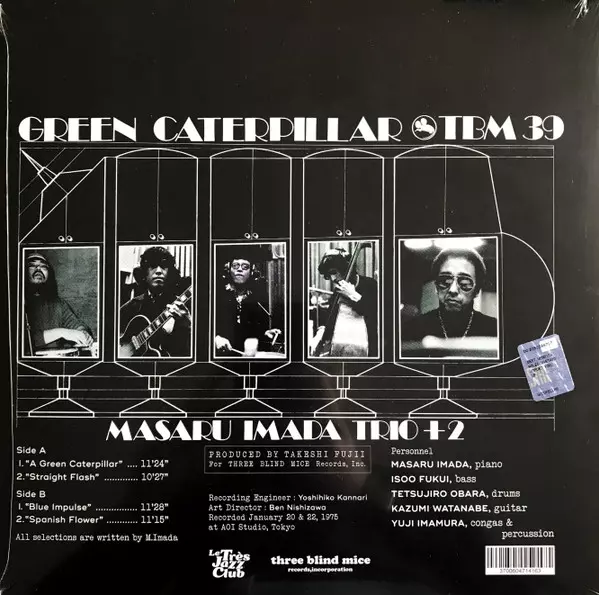 GREEN CATERPILLAR TBM 39
MASARU IMADA TRIO +2
Side A
1. "A Green Caterpillar" .... 11'24"
2. "Straight Flash" ............ 10'27"
Side B
1. "Blue Impulse" .............. 11'28"
2. "Spanish Flower" .......... 11'15"
All selections are written by M.Imada
PRODUCED BY TAKESHI FUJII
For THREE BLIND MICE Records, Inc.
Recording Engineer : Yoshihiko Kannari
Art Director : Ben Nishizawa
Recorded January 20 & 22, 1975
at AOI Studio, Tokyo
Personnel
MASARU IMADA, piano
ISOO FUKUI, bass
TETSUJIRO OBARA, drums
KAZUMI WATANABE, guitar
YUJI IMAMURA, congas &
percussion
Le Très
Jazz
Club
three blind mice
records,incorporation
3700604714163